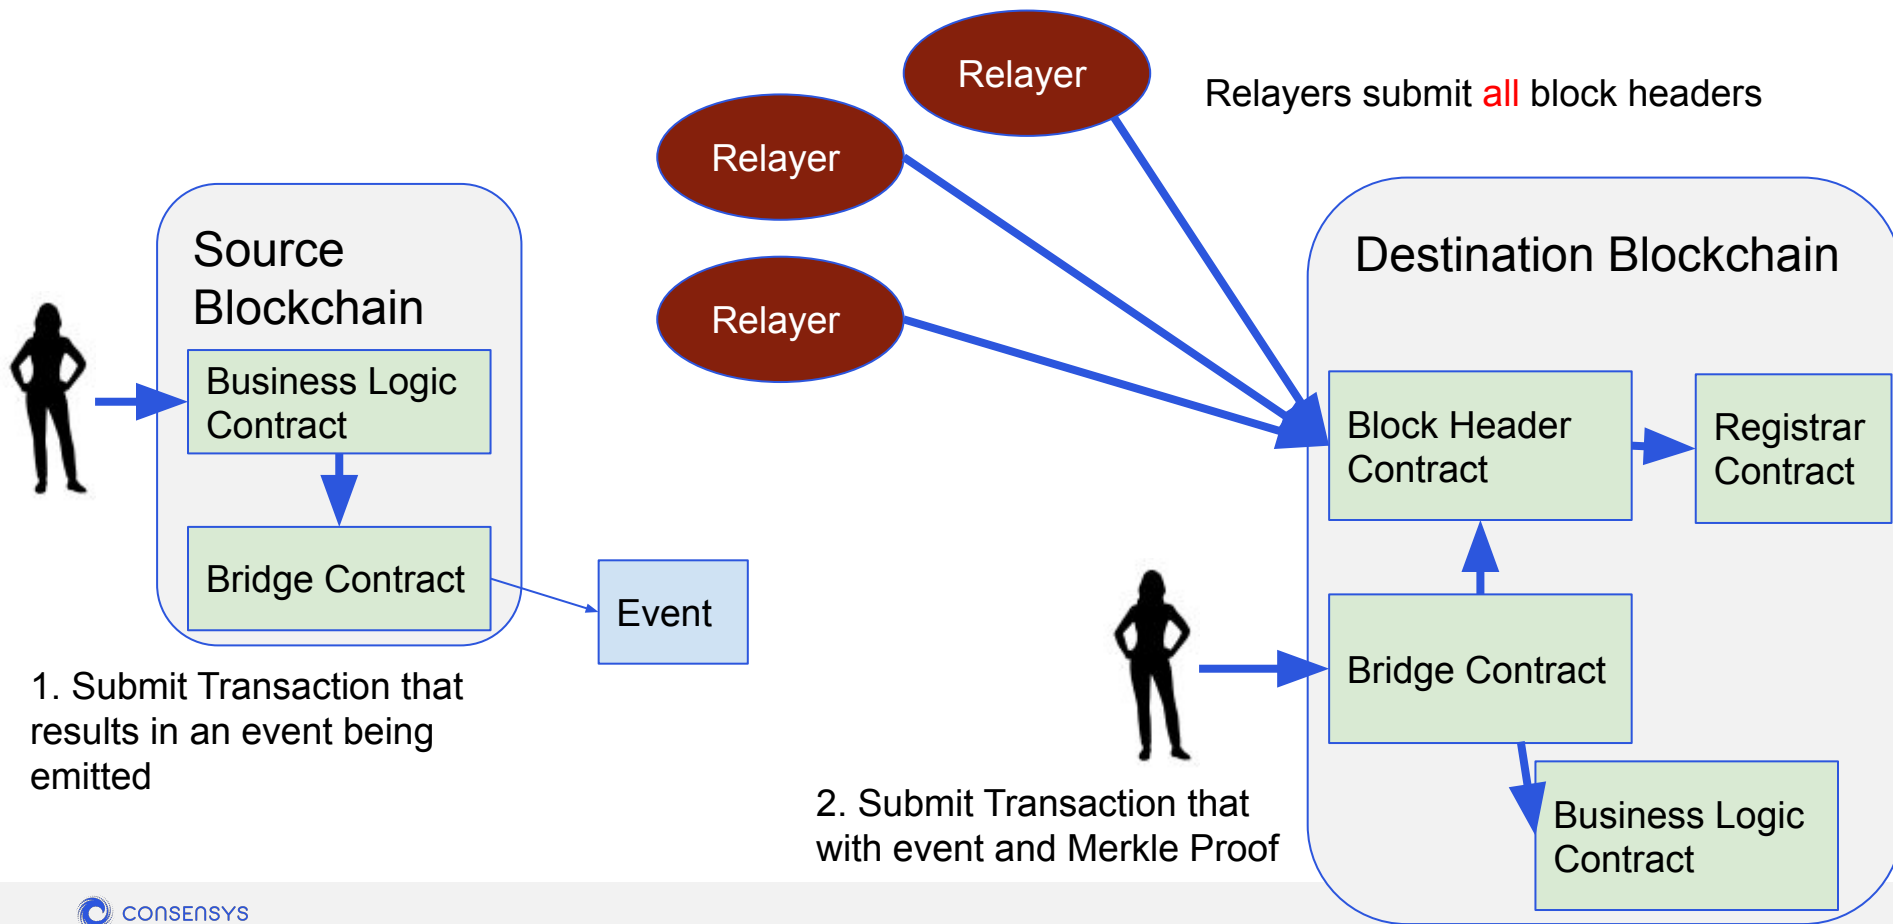 Relayer
Relayers submit all block headers
Relayer
Relayer
Source
Blockchain
Business Logic
Contract
Bridge Contract
Event
1. Submit Transaction that
results in an event being
emitted
Destination Blockchain
Block Header
Contract
Registrar
Contract
Bridge Contract
Business Logic
Contract
2. Submit Transaction that
with event and Merkle Proof
CONSENSYS